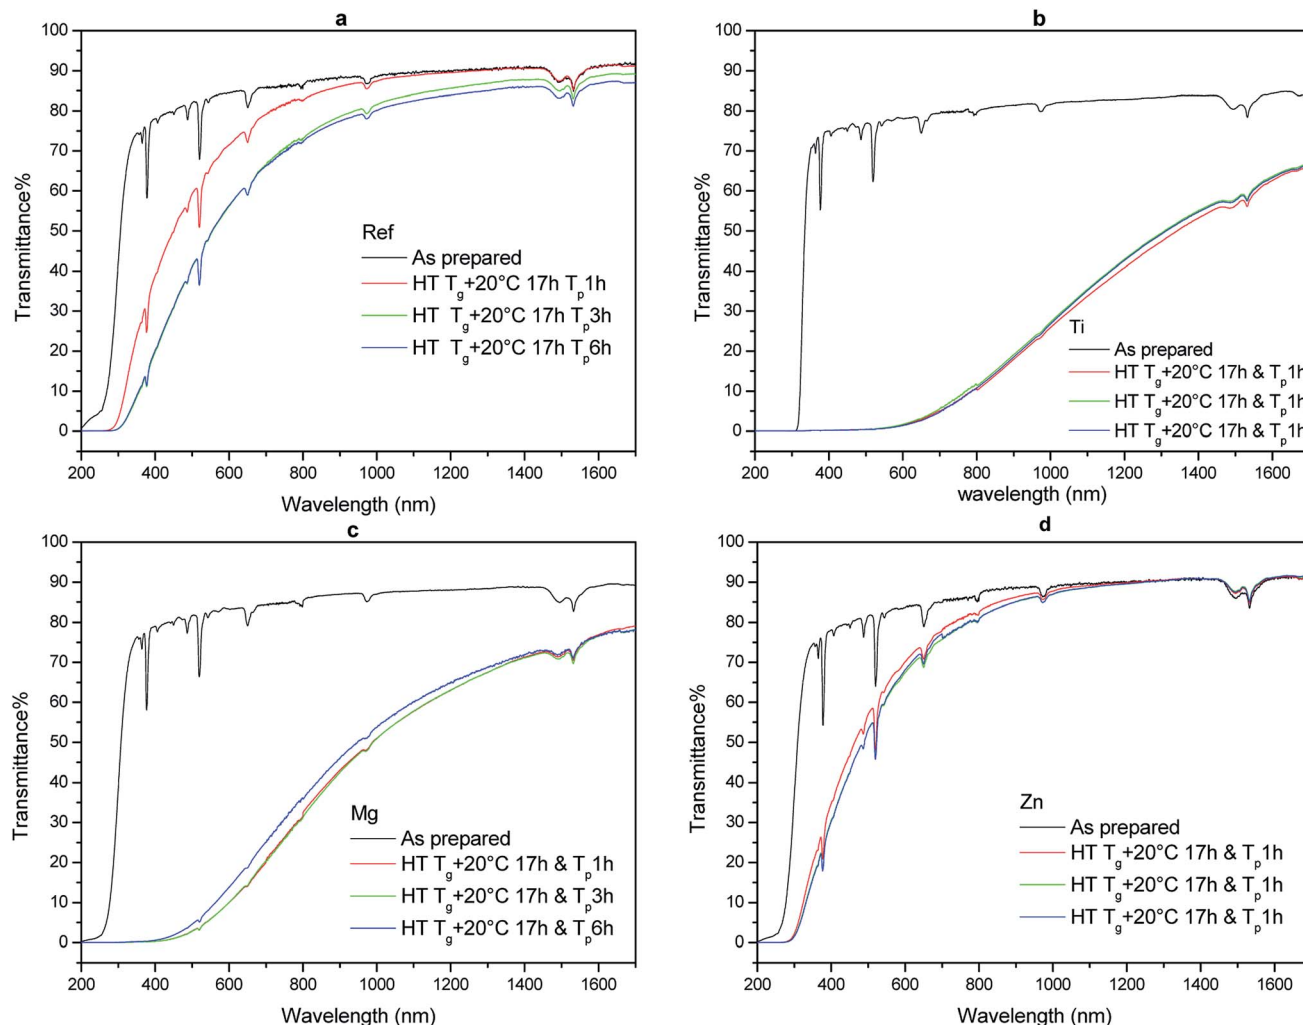 a
100
90
80
70
60
50
40
30
20
10
0
Transmittance%
Ref
As prepared
HT Tg+20°C 17h Tp1h
HT Tg+20°C 17h Tp3h
HT Tg+20°C 17h Tp6h
200 400 600 800 1000 1200 1400 1600
Wavelength (nm)
b
100
90
80
70
60
50
40
30
20
10
0
Transmittance%
Ti
As prepared
HT Tg+20°C 17h & Tp1h
HT Tg+20°C 17h & Tp1h
HT Tg+20°C 17h & Tp1h
200 400 600 800 1000 1200 1400 1600
wavelength (nm)
c
100
90
80
70
60
50
40
30
20
10
0
Transmittance%
Mg
As prepared
HT Tg+20°C 17h & Tp1h
HT Tg+20°C 17h & Tp3h
HT Tg+20°C 17h & Tp6h
200 400 600 800 1000 1200 1400 1600
Wavelength (nm)
d
100
90
80
70
60
50
40
30
20
10
0
Transmittance%
Zn
As prepared
HT Tg+20°C 17h & Tp1h
HT Tg+20°C 17h & Tp1h
HT Tg+20°C 17h & Tp1h
200 400 600 800 1000 1200 1400 1600
Wavelength (nm)